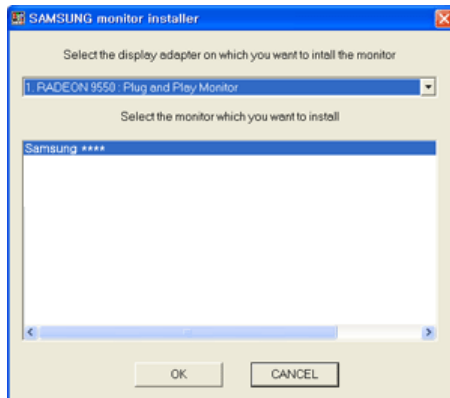 SAMSUNG monitor installer
Select the display adapter on which you want to intall the monitor
1. RADEON 9550 : Plug and Play Monitor
Select the monitor which you want to install
Samsung ****
OK
CANCEL